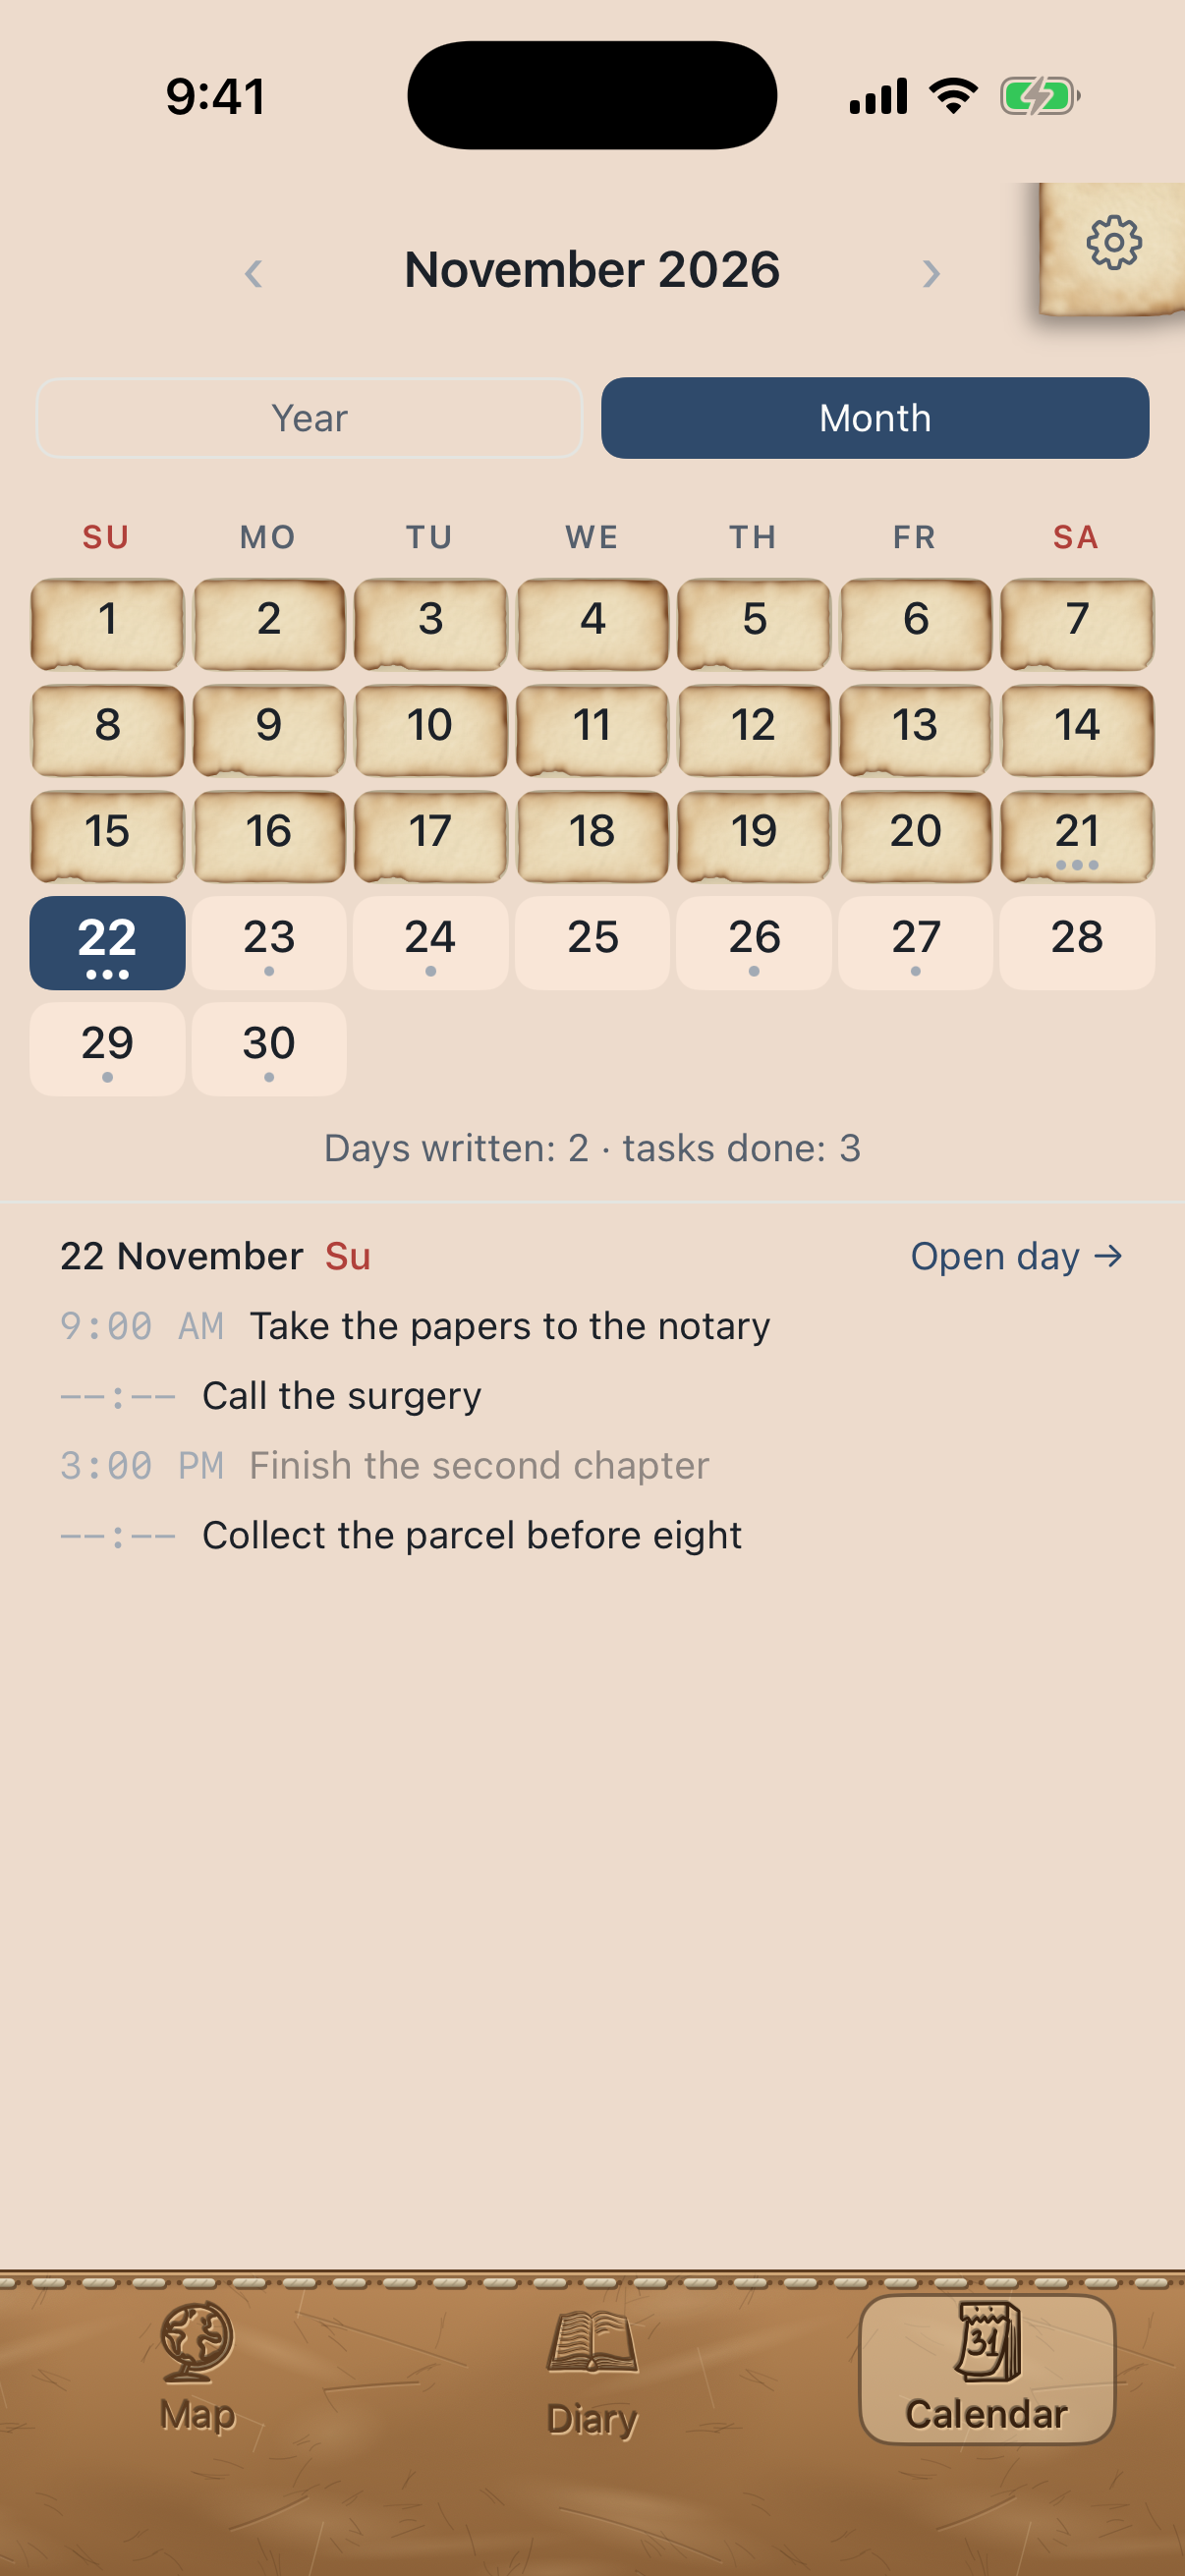 9:41
‹ November 2026 ›
Year Month
SU MO TU WE TH FR SA
1 2 3 4 5 6 7
8 9 10 11 12 13 14
15 16 17 18 19 20 21
22 23 24 25 26 27 28
29 30
Days written: 2 · tasks done: 3
22 November Su Open day →
9:00 AM Take the papers to the notary
––:–– Call the surgery
3:00 PM Finish the second chapter
––:–– Collect the parcel before eight
31
Map Diary Calendar